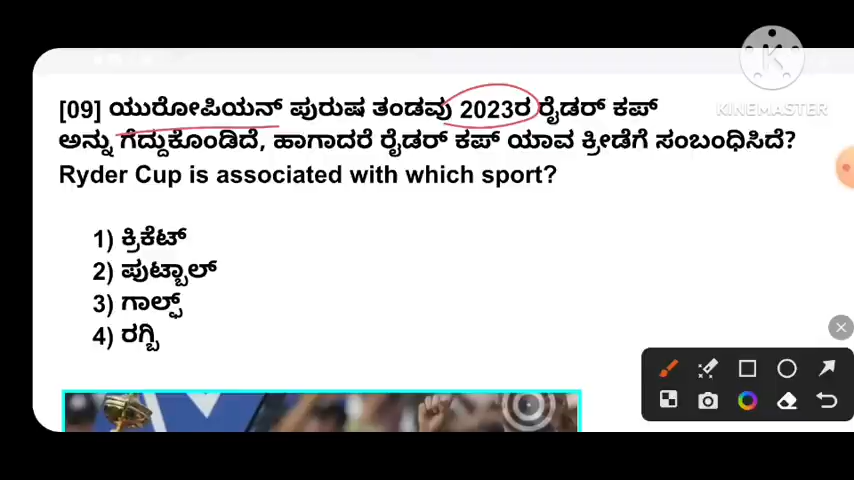 KINEMASTER
[09] ಯುರೋಪಿಯನ್ ಪುರುಷ ತಂಡವು 2023ರ ರೈಡರ್ ಕಪ್
ಅನ್ನು ಗೆದ್ದುಕೊಂಡಿದೆ, ಹಾಗಾದರೆ ರೈಡರ್ ಕಪ್ ಯಾವ ಕ್ರೀಡೆಗೆ ಸಂಬಂಧಿಸಿದೆ?
Ryder Cup is associated with which sport?
1) ಕ್ರಿಕೆಟ್
2) ಪುಟ್ಬಾಲ್
3) ಗಾಲ್ಫ್
4) ರಗ್ಬಿ